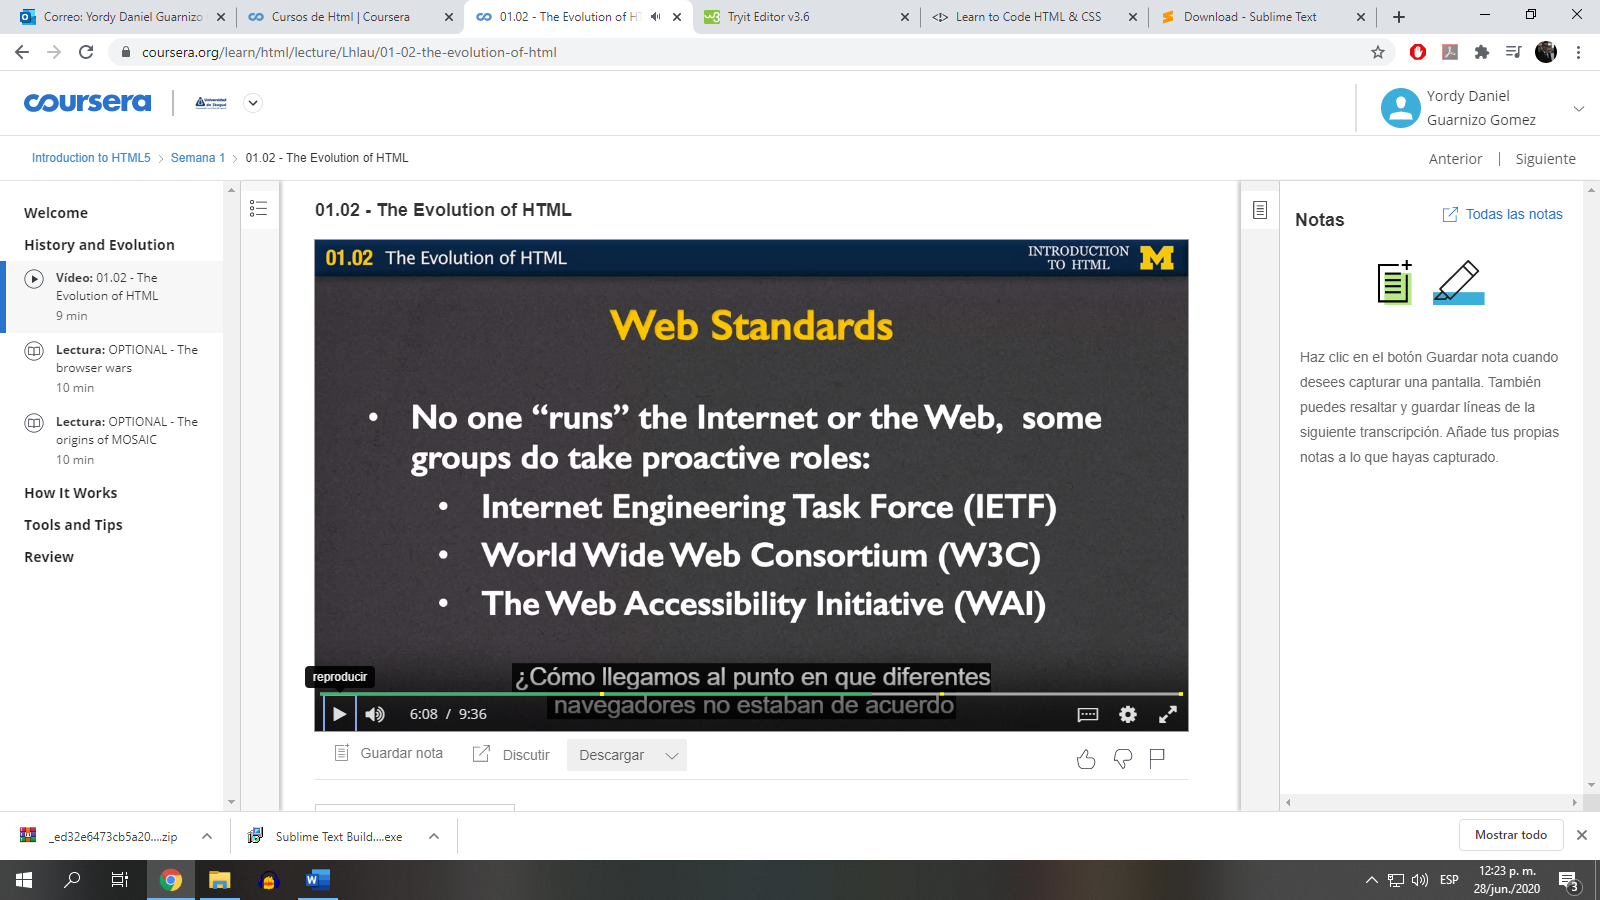 Correo: Yordy Daniel Guarnizo
Cursos de Html | Coursera
01.02 - The Evolution of HT
Tryit Editor v3.6
Learn to Code HTML & CSS
Download - Sublime Text
coursera.org/learn/html/lecture/Lhlau/01-02-the-evolution-of-html
coursera
Universidad
de Ibagué
Yordy Daniel
Guarnizo Gomez
Introduction to HTML5 > Semana 1 > 01.02 - The Evolution of HTML
Anterior | Siguiente
Welcome
History and Evolution
Vídeo: 01.02 - The
Evolution of HTML
9 min
Lectura: OPTIONAL - The
browser wars
10 min
Lectura: OPTIONAL - The
origins of MOSAIC
10 min
How It Works
Tools and Tips
Review
01.02 - The Evolution of HTML
01.02 The Evolution of HTML
INTRODUCTION
TO HTML
M
Web Standards
• No one “runs” the Internet or the Web, some
groups do take proactive roles:
• Internet Engineering Task Force (IETF)
• World Wide Web Consortium (W3C)
• The Web Accessibility Initiative (WAI)
¿Cómo llegamos al punto en que diferentes
navegadores no estaban de acuerdo
reproducir
6:08 / 9:36
Guardar nota
Discutir
Descargar
Notas
Todas las notas
Haz clic en el botón Guardar nota cuando
desees capturar una pantalla. También
puedes resaltar y guardar líneas de la
siguiente transcripción. Añade tus propias
notas a lo que hayas capturado.
_ed32e6473cb5a20....zip
Sublime Text Build....exe
Mostrar todo
ESP
12:23 p. m.
28/jun./2020
3